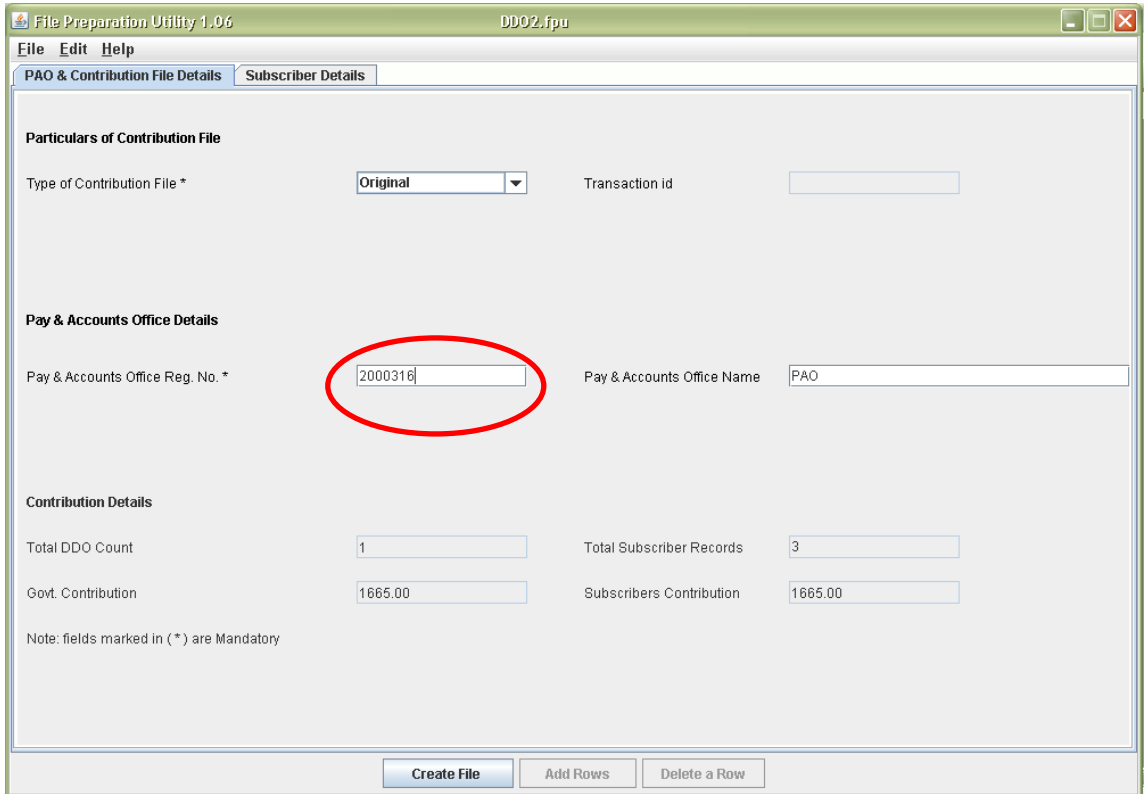 File Preparation Utility 1.06 DDO2.fpu
File Edit Help
PAO & Contribution File Details Subscriber Details
Particulars of Contribution File
Type of Contribution File * Original Transaction id
Pay & Accounts Office Details
Pay & Accounts Office Reg. No. * 2000316 Pay & Accounts Office Name PAO
Contribution Details
Total DDO Count 1 Total Subscriber Records 3
Govt. Contribution 1665.00 Subscribers Contribution 1665.00
Note: fields marked in ( * ) are Mandatory
Create File Add Rows Delete a Row